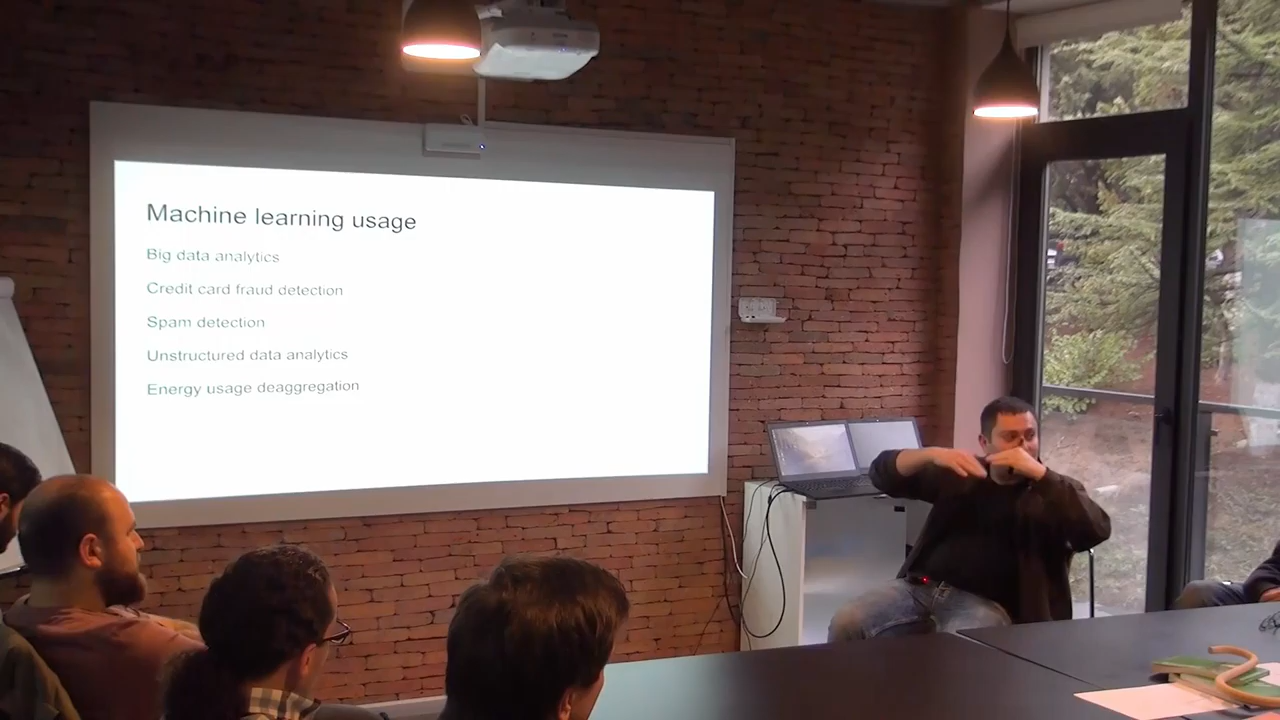 Machine learning usage
Big data analytics
Credit card fraud detection
Spam detection
Unstructured data analytics
Energy usage deaggregation